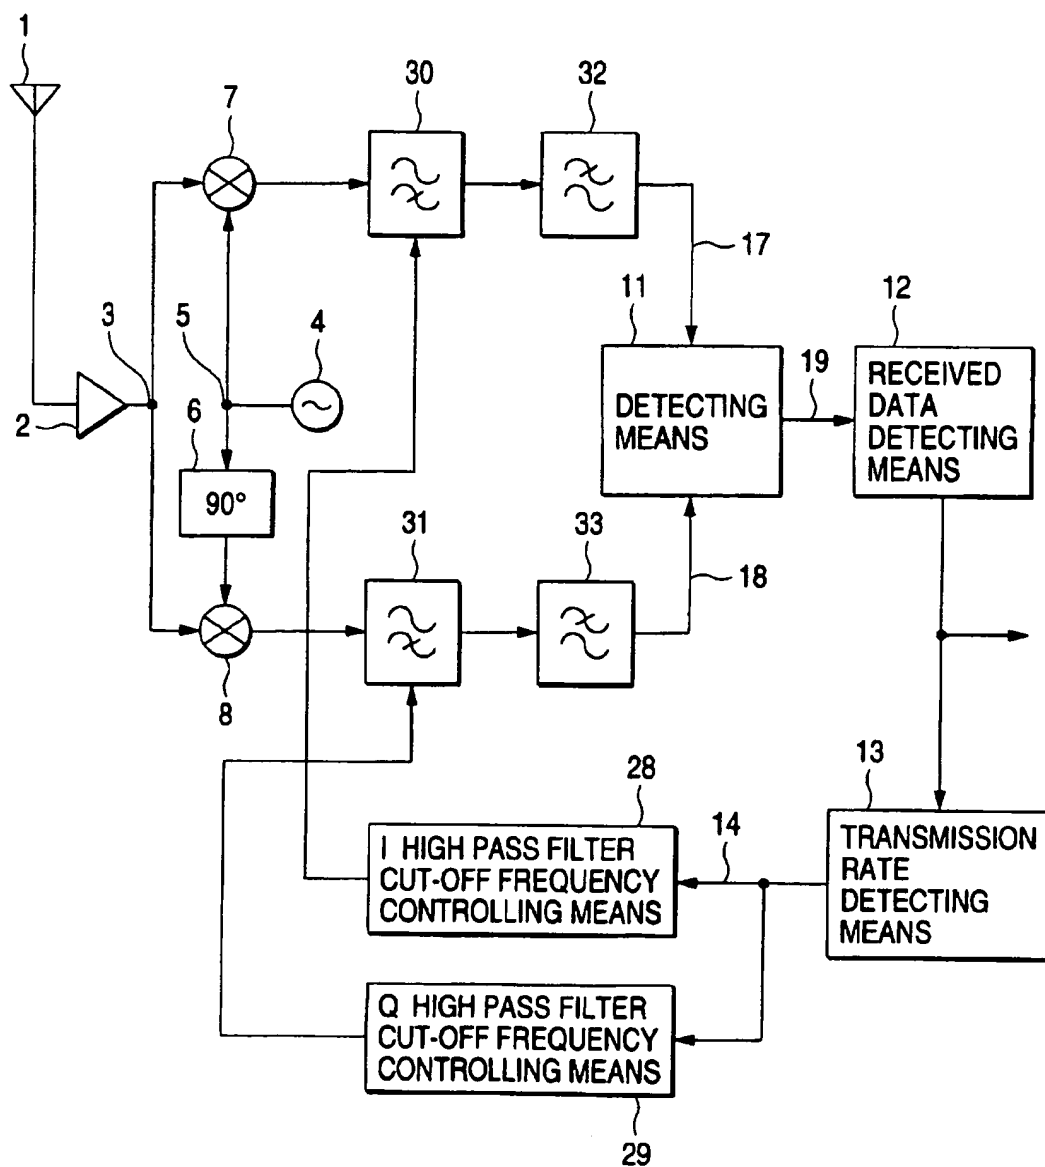 1
7
30
32
17
3
5
4
11
12
2
6
19
DETECTING
MEANS
RECEIVED
DATA
DETECTING
MEANS
90°
31
33
18
8
28
14
13
I HIGH PASS FILTER
CUT-OFF FREQUENCY
CONTROLLING MEANS
TRANSMISSION
RATE
DETECTING
MEANS
Q HIGH PASS FILTER
CUT-OFF FREQUENCY
CONTROLLING MEANS
29